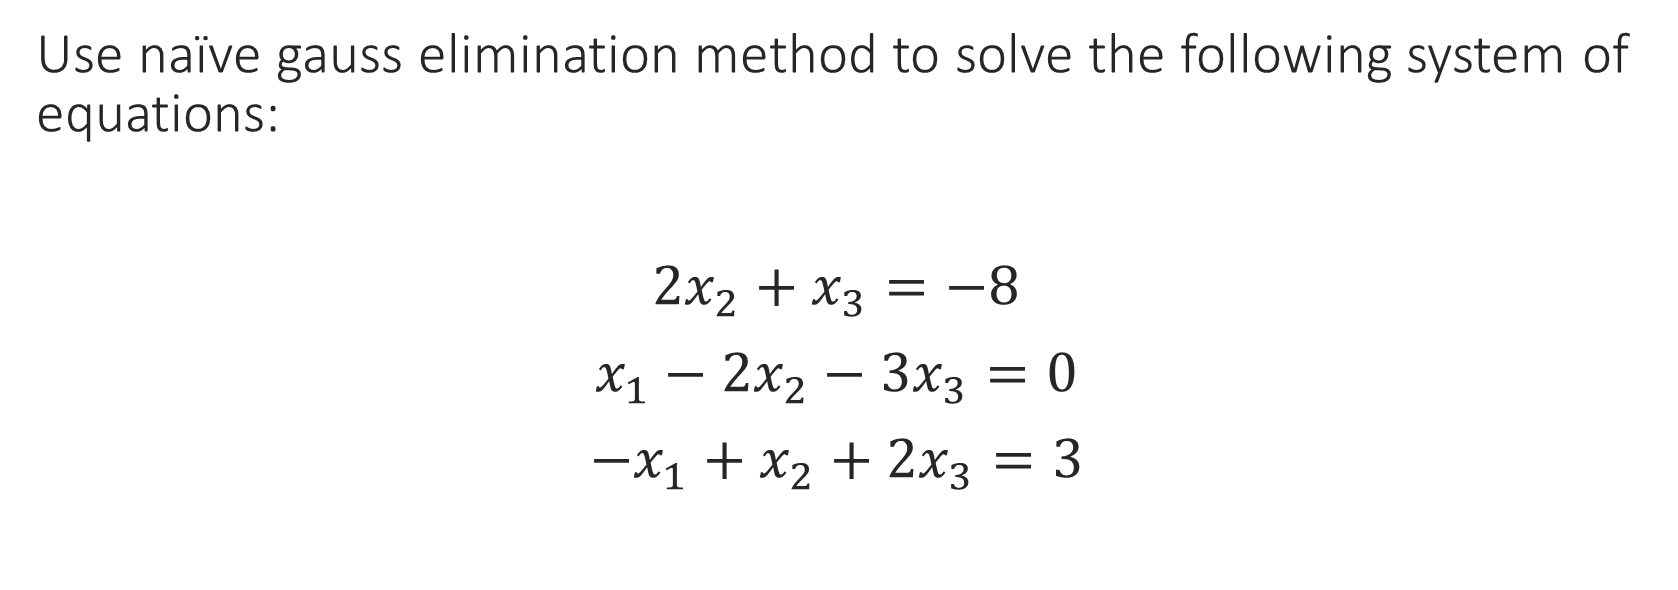 Use naïve gauss elimination method to solve the following system of
equations:
2x₂ + x₃ = −8
x₁ − 2x₂ − 3x₃ = 0
−x₁ + x₂ + 2x₃ = 3